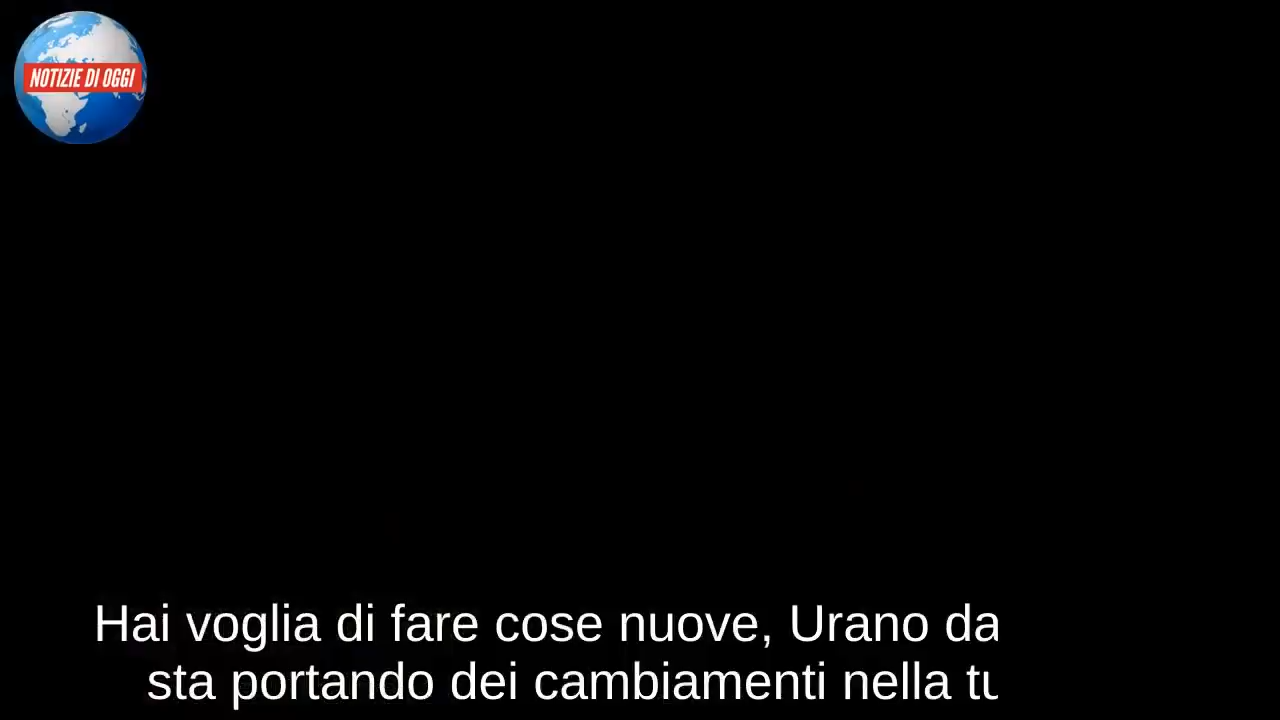 NOTIZIE DI OGGI
Hai voglia di fare cose nuove, Urano da
sta portando dei cambiamenti nella